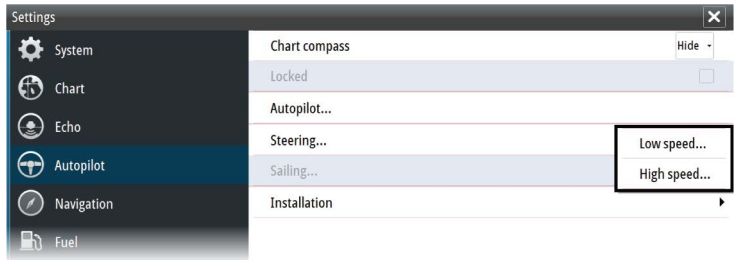 Settings
System
Chart
Echo
Autopilot
Navigation
Fuel
Chart compass
Hide
Locked
Autopilot...
Steering...
Sailing...
Installation
Low speed...
High speed...